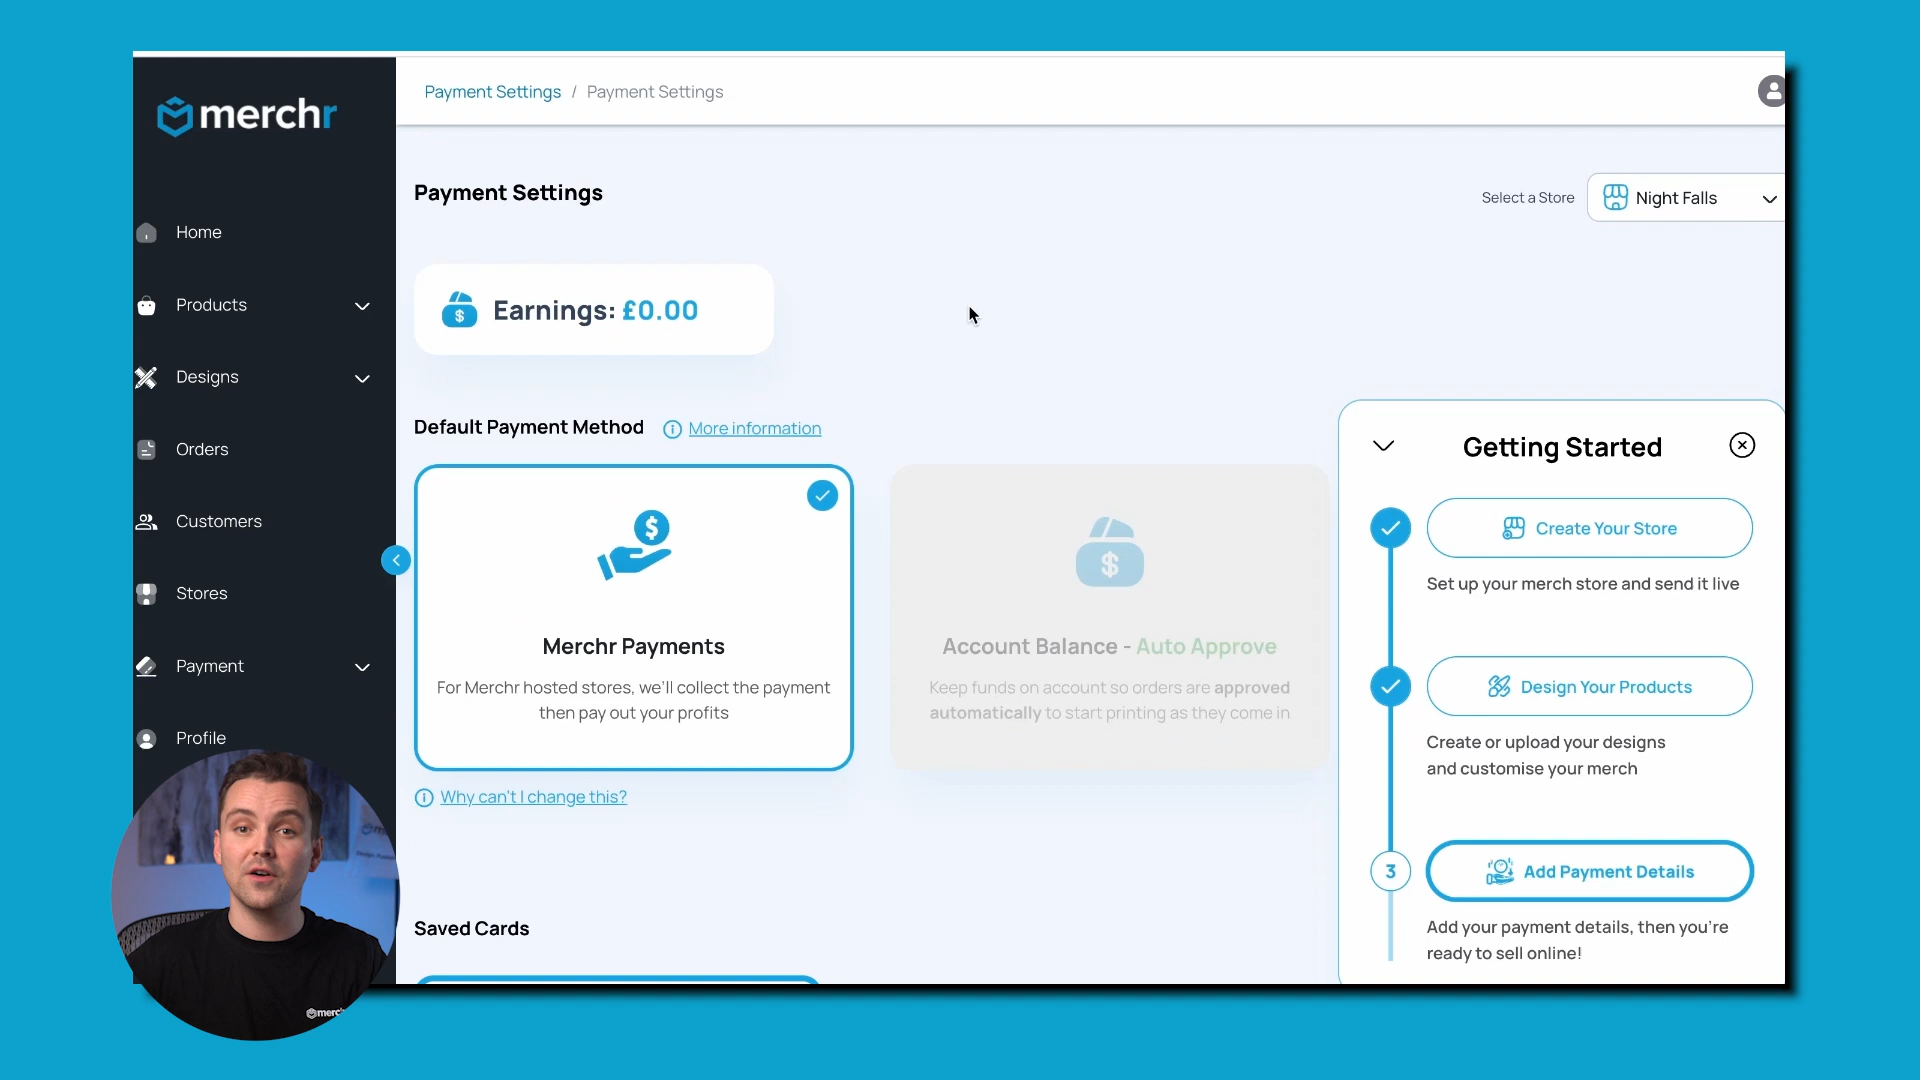 merchr
Payment Settings / Payment Settings
Home
Products
Designs
Orders
Customers
Stores
Payment
Profile
Payment Settings
Select a Store
Night Falls
Earnings: £0.00
Default Payment Method
More information
Merchr Payments
For Merchr hosted stores, we'll collect the payment
then pay out your profits
Account Balance - Auto Approve
Keep funds on account so orders are approved
automatically to start printing as they come in
Why can't I change this?
Saved Cards
Getting Started
Create Your Store
Set up your merch store and send it live
Design Your Products
Create or upload your designs
and customise your merch
3
Add Payment Details
Add your payment details, then you're
ready to sell online!